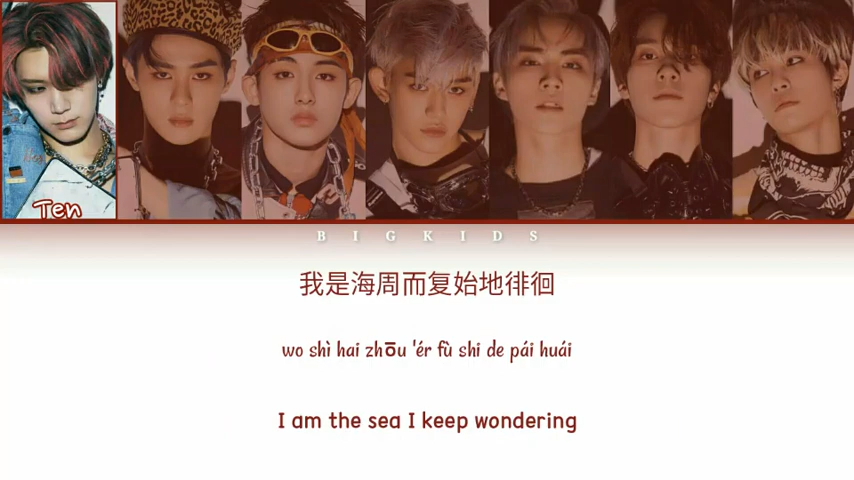 Ten
BIGKIDS
我是海周而复始地徘徊
wo shì hai zhōu 'ér fù shi de pái huái
I am the sea I keep wondering